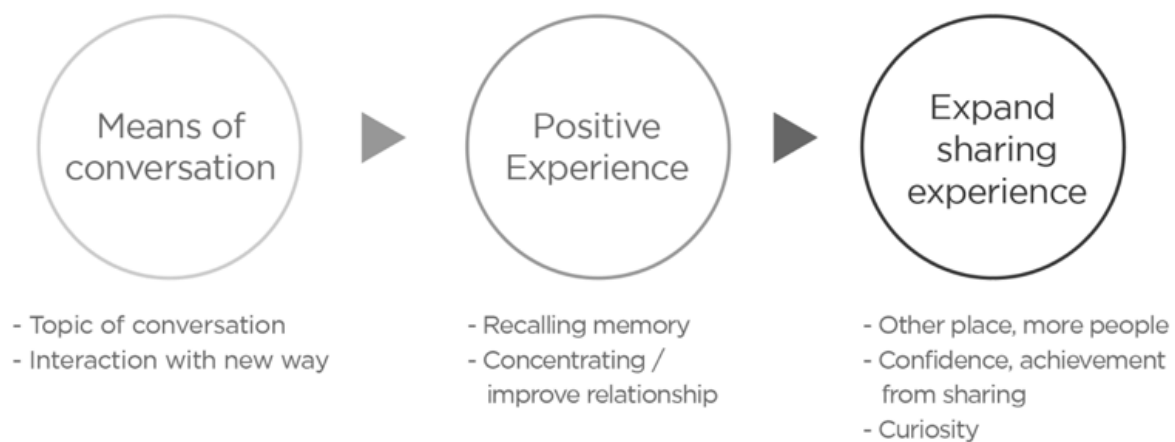 Means of
conversation
Positive
Experience
Expand
sharing
experience
- Topic of conversation
- Interaction with new way
- Recalling memory
- Concentrating /
improve relationship
- Other place, more people
- Confidence, achievement
from sharing
- Curiosity